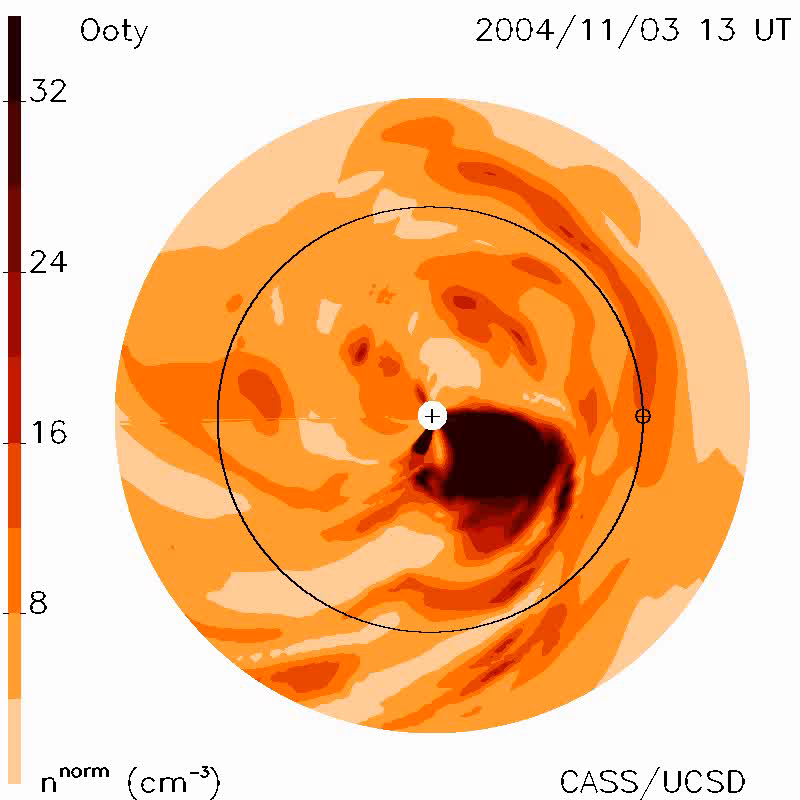 Ooty 2004/11/03 13 UT
32
24
16
8
n^norm (cm^-3) CASS/UCSD